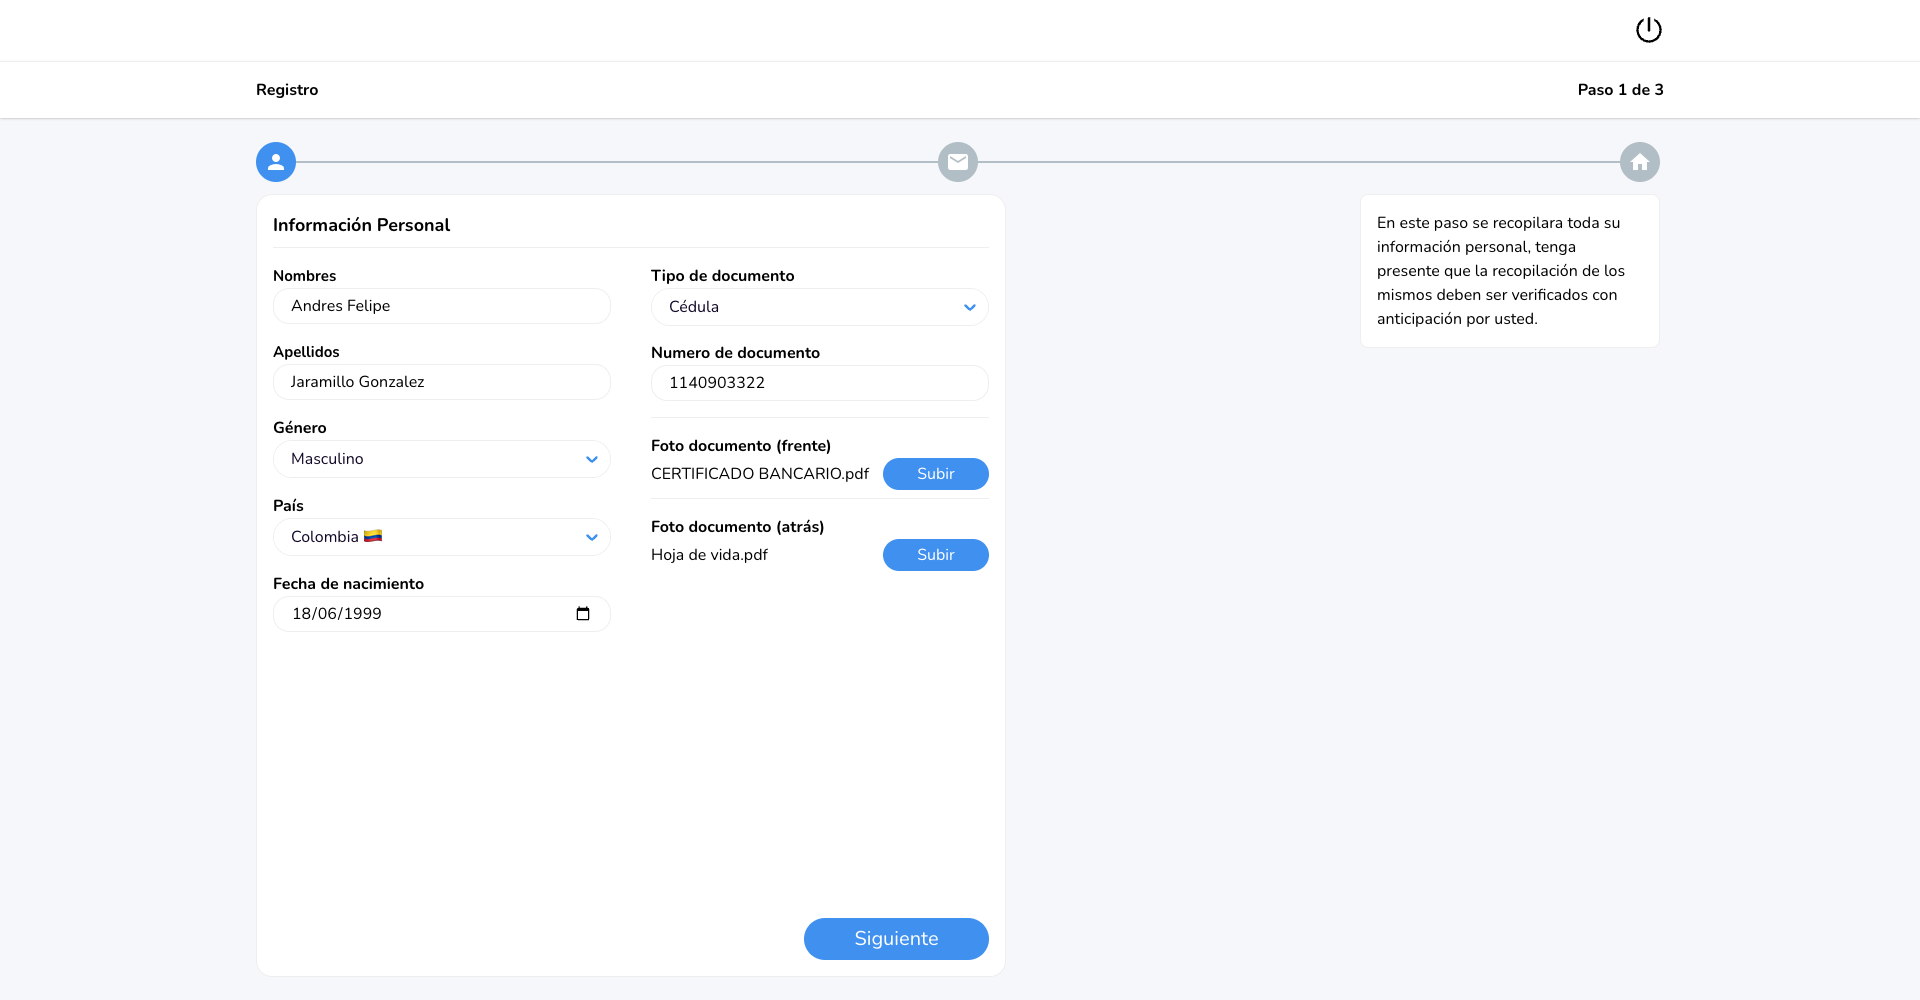 Registro
Paso 1 de 3
Información Personal
Nombres
Andres Felipe
Apellidos
Jaramillo Gonzalez
Género
Masculino
País
Colombia 🇨🇴
Fecha de nacimiento
18/06/1999
Tipo de documento
Cédula
Numero de documento
1140903322
Foto documento (frente)
CERTIFICADO BANCARIO.pdf
Subir
Foto documento (atrás)
Hoja de vida.pdf
Subir
Siguiente
En este paso se recopilara toda su
información personal, tenga
presente que la recopilación de los
mismos deben ser verificados con
anticipación por usted.